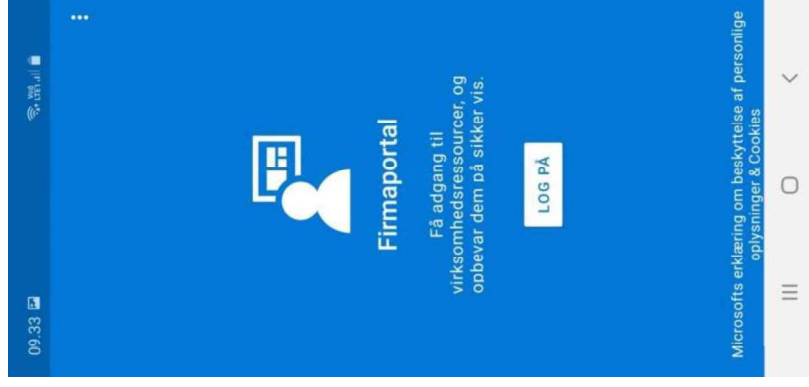 09.33
Firmaportal
Få adgang til
virksomhedsressourcer, og
opbevar dem på sikker vis.
LOG PÅ
Microsofts erklæring om beskyttelse af personlige
oplysninger & Cookies